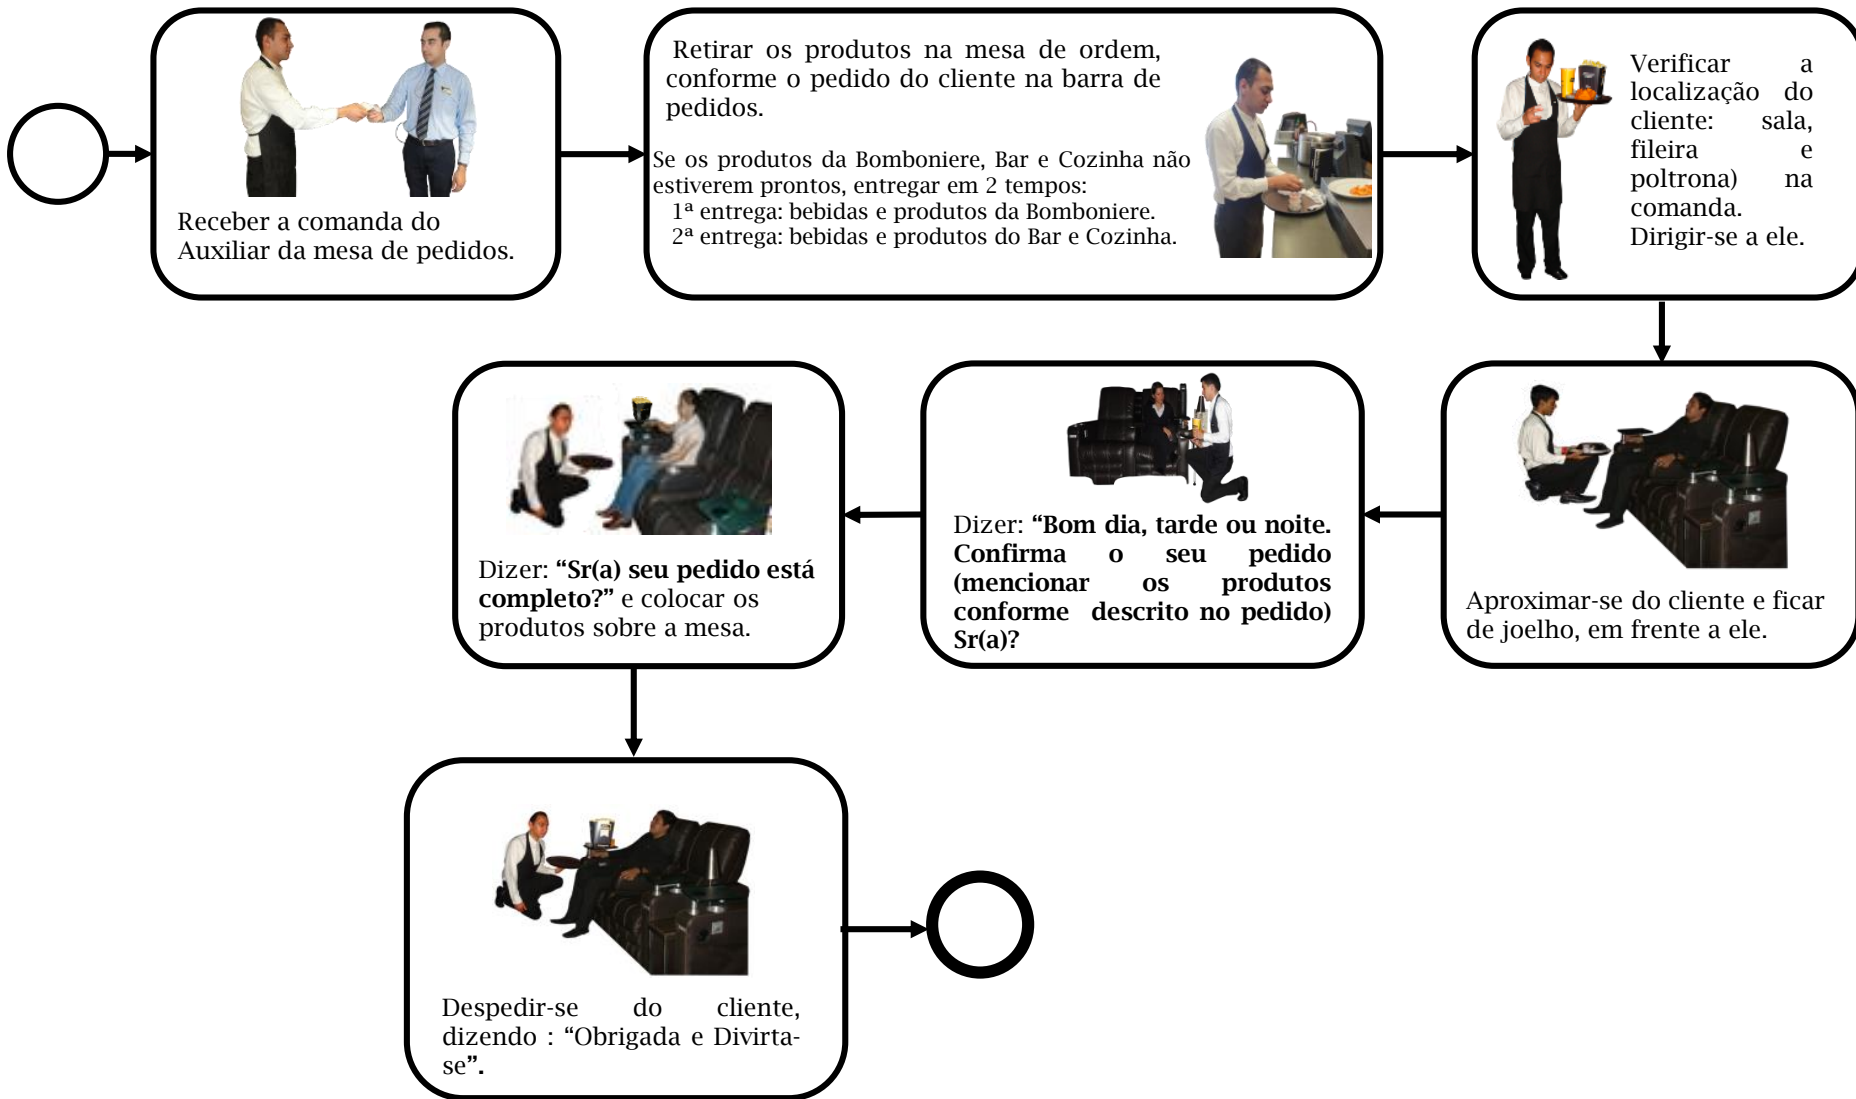 Receber a comanda do
Auxiliar da mesa de pedidos.
Retirar os produtos na mesa de ordem,
conforme o pedido do cliente na barra de
pedidos.
Se os produtos da Bomboniere, Bar e Cozinha não
estiverem prontos, entregar em 2 tempos:
1ª entrega: bebidas e produtos da Bomboniere.
2ª entrega: bebidas e produtos do Bar e Cozinha.
Verificar a
localização do
cliente: sala,
fileira e
poltrona) na
comanda.
Dirigir-se a ele.
Aproximar-se do cliente e ficar
de joelho, em frente a ele.
Dizer: “Bom dia, tarde ou noite.
Confirma o seu pedido
(mencionar os produtos
conforme descrito no pedido)
Sr(a)?
Dizer: “Sr(a) seu pedido está
completo?” e colocar os
produtos sobre a mesa.
Despedir-se do cliente,
dizendo : “Obrigada e Divirta-
se”.